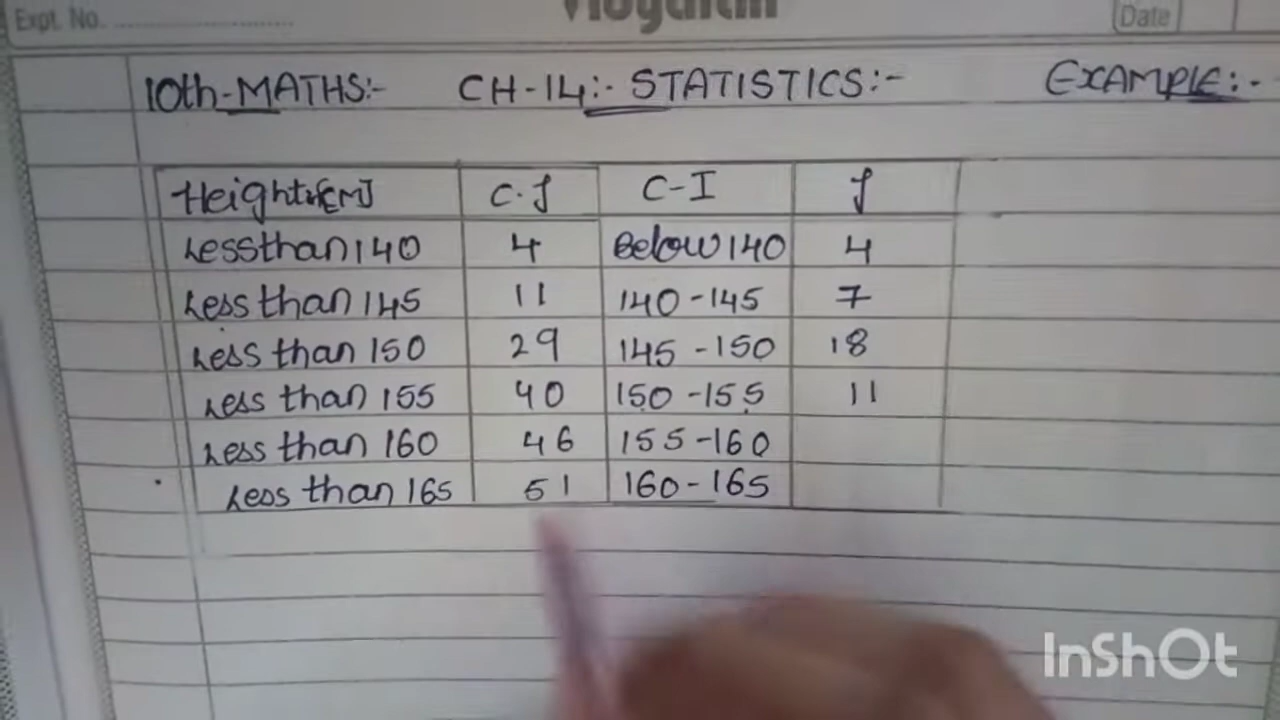 Expt. No. ............ Date
10th-MATHS:- CH-14:- STATISTICS:- EXAMPLE:-
Height[CM] C.f C-I f
Less than 140 4 Below 140 4
Less than 145 11 140-145 7
Less than 150 29 145-150 18
Less than 155 40 150-155 11
Less than 160 46 155-160
Less than 165 51 160-165
InShOt